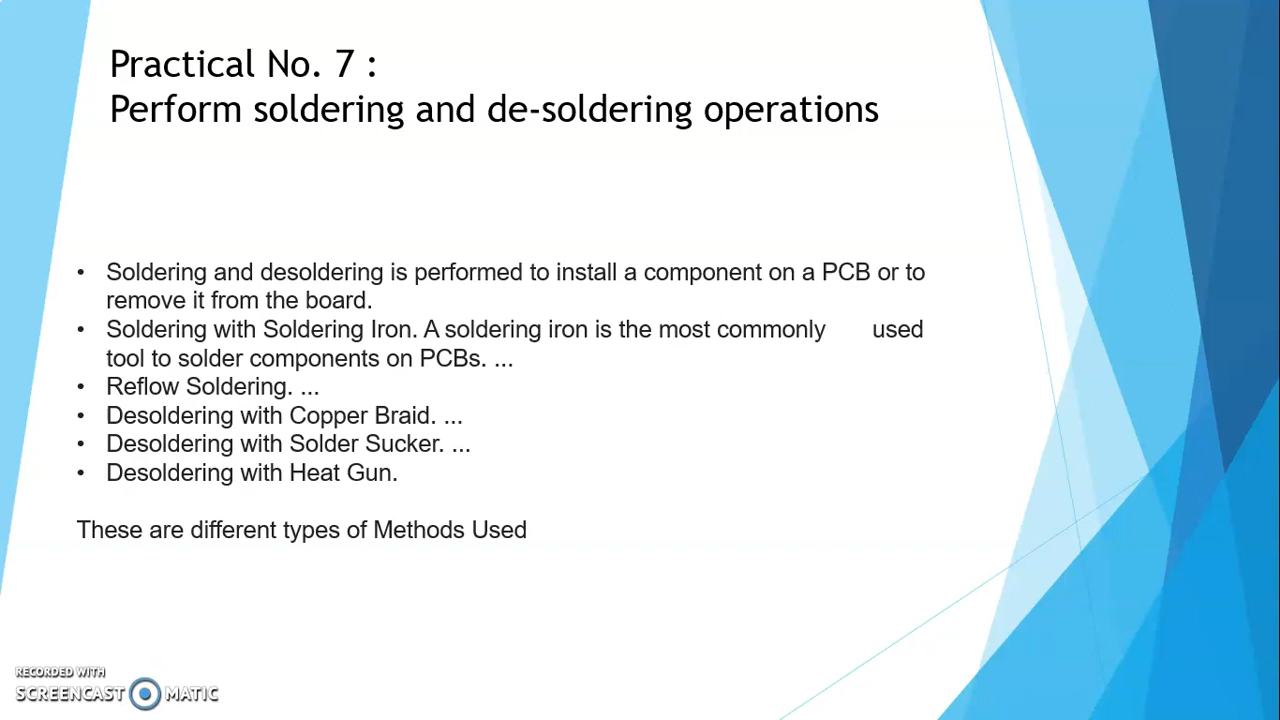 Practical No. 7 :
Perform soldering and de-soldering operations
• Soldering and desoldering is performed to install a component on a PCB or to
remove it from the board.
• Soldering with Soldering Iron. A soldering iron is the most commonly used
tool to solder components on PCBs. ...
• Reflow Soldering. ...
• Desoldering with Copper Braid. ...
• Desoldering with Solder Sucker. ...
• Desoldering with Heat Gun.
These are different types of Methods Used
RECORDED WITH
SCREENCAST MATIC